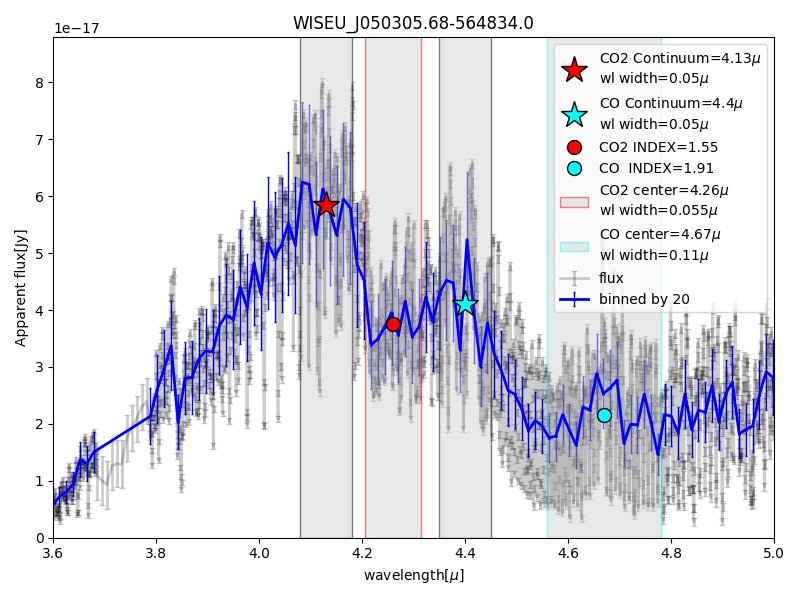 WISEU_J050305.68-564834.0
1e−17
CO2 Continuum=4.13μ
wl width=0.05μ
CO Continuum=4.4μ
wl width=0.05μ
CO2 INDEX=1.55
CO  INDEX=1.91
CO2 center=4.26μ
wl width=0.055μ
CO center=4.67μ
wl width=0.11μ
flux
binned by 20
Apparent flux[Jy]
8
7
6
5
4
3
2
1
0
3.6 3.8 4.0 4.2 4.4 4.6 4.8 5.0
wavelength[μ]